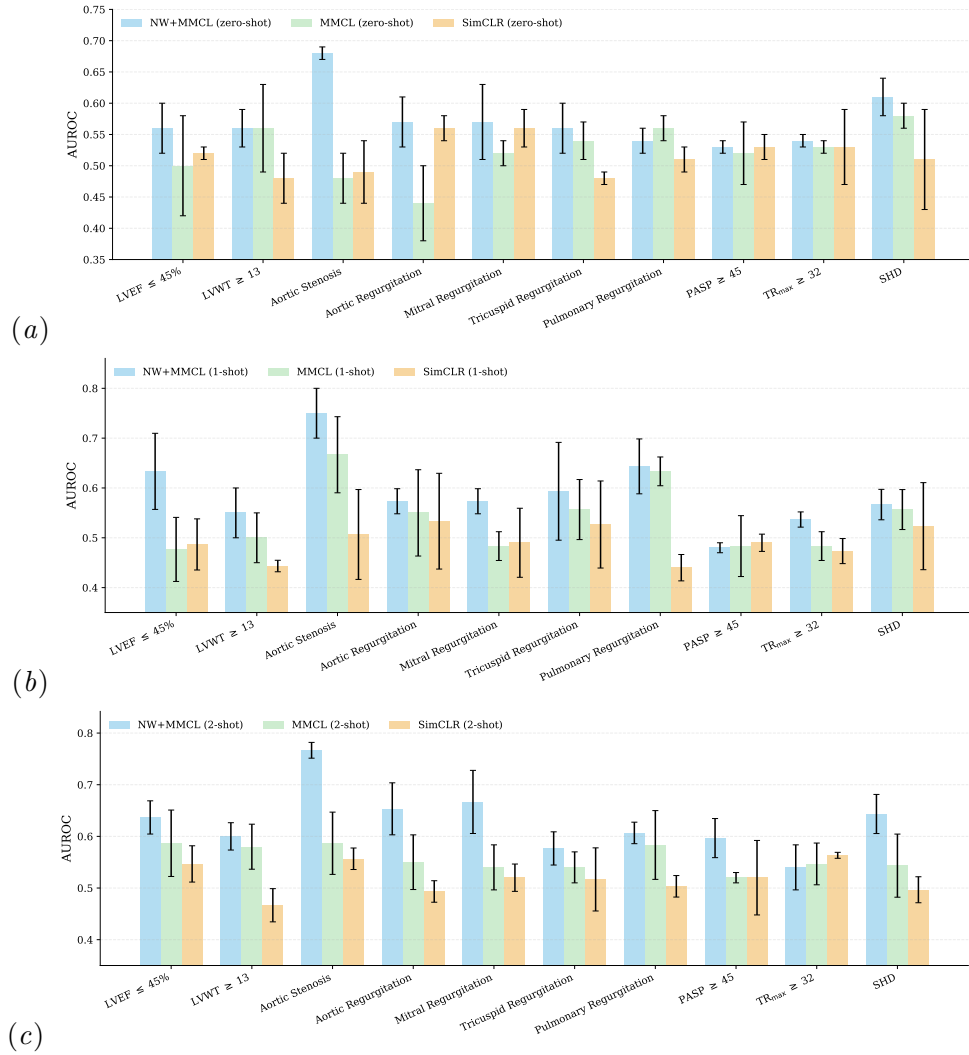 NW+MMCL (zero-shot) MMCL (zero-shot) SimCLR (zero-shot)
0.75
0.70
0.65
0.60
0.55
0.50
0.45
0.40
0.35
AUROC
LVEF ≤ 45% LVWT ≥ 13 Aortic Stenosis Aortic Regurgitation Mitral Regurgitation Tricuspid Regurgitation Pulmonary Regurgitation PASP ≥ 45 TRmax ≥ 32 SHD
(a)
NW+MMCL (1-shot) MMCL (1-shot) SimCLR (1-shot)
0.8
0.7
0.6
0.5
0.4
AUROC
LVEF ≤ 45% LVWT ≥ 13 Aortic Stenosis Aortic Regurgitation Mitral Regurgitation Tricuspid Regurgitation Pulmonary Regurgitation PASP ≥ 45 TRmax ≥ 32 SHD
(b)
NW+MMCL (2-shot) MMCL (2-shot) SimCLR (2-shot)
0.8
0.7
0.6
0.5
0.4
AUROC
LVEF ≤ 45% LVWT ≥ 13 Aortic Stenosis Aortic Regurgitation Mitral Regurgitation Tricuspid Regurgitation Pulmonary Regurgitation PASP ≥ 45 TRmax ≥ 32 SHD
(c)